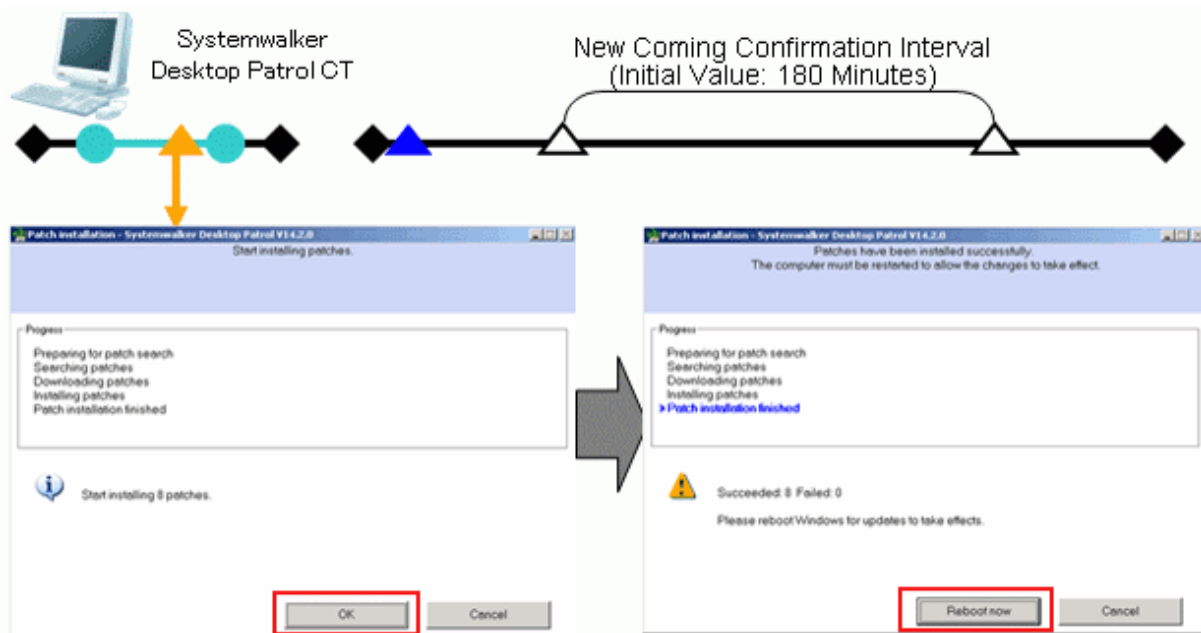 Systemwalker
Desktop Patrol CT
New Coming Confirmation Interval
(Initial Value: 180 Minutes)
Patch installation - Systemwalker Desktop Patrol V14.2.0
Start installing patches.
Progress
Preparing for patch search
Searching patches
Downloading patches
Installing patches
Patch installation finished
Start installing 8 patches.
OK
Cancel
Patch installation - Systemwalker Desktop Patrol V14.2.0
Patches have been installed successfully.
The computer must be restarted to allow the changes to take effect.
Progress
Preparing for patch search
Searching patches
Downloading patches
Installing patches
Patch installation finished
Succeeded: 8 Failed: 0
Please reboot Windows for updates to take effects.
Reboot now
Cancel